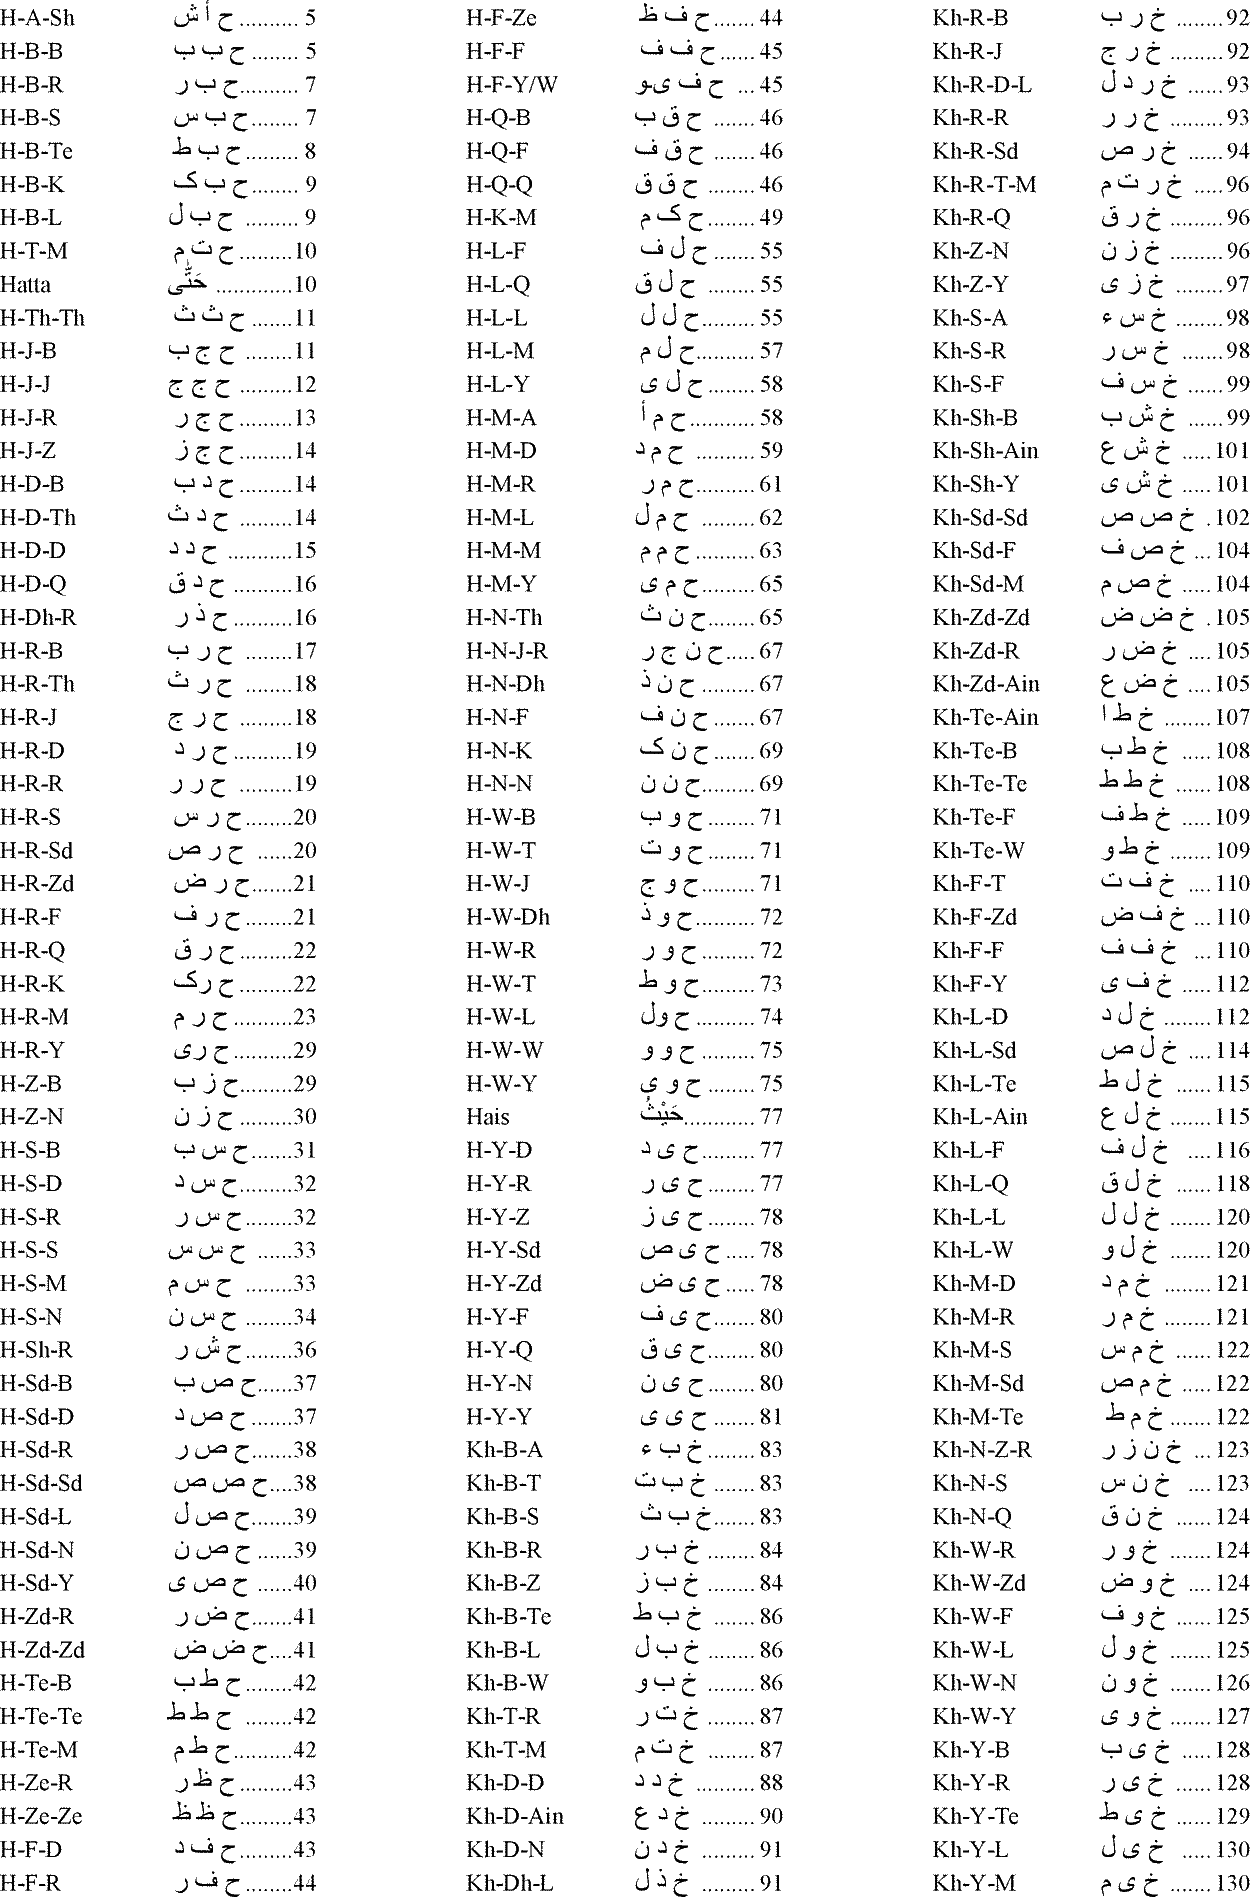 H-A-Sh ح أ ش .......... 5
H-B-B ح ب ب ........ 5
H-B-R ح ب ر .......... 7
H-B-S ح ب س ........ 7
H-B-Te ح ب ط ......... 8
H-B-K ح ب ک ......... 9
H-B-L ح ب ل .......... 9
H-T-M ح ت م ..........10
Hatta حَتَّى .............10
H-Th-Th ح ث ث .......11
H-J-B ح ج ب ..........11
H-J-J ح ج ج ..........12
H-J-R ح ج ر .........13
H-J-Z ح ج ز ..........14
H-D-B ح د ب .........14
H-D-Th ح د ث .........14
H-D-D ح د د ...........15
H-D-Q ح د ق ..........16
H-Dh-R ح ذ ر ..........16
H-R-B ح ر ب ........17
H-R-Th ح ر ث ........18
H-R-J ح ر ج .........18
H-R-D ح ر د .........19
H-R-R ح ر ر .........19
H-R-S ح ر س ........20
H-R-Sd ح ر ص ......20
H-R-Zd ح ر ض .......21
H-R-F ح ر ف ........21
H-R-Q ح ر ق .........22
H-R-K ح ر ک .........22
H-R-M ح ر م ..........23
H-R-Y ح ر ى ..........29
H-Z-B ح ز ب .........29
H-Z-N ح ز ن .........30
H-S-B ح س ب .......31
H-S-D ح س د .........32
H-S-R ح س ر ........32
H-S-S ح س س ......33
H-S-M ح س م ........33
H-S-N ح س ن ........34
H-Sh-R ح ش ر ........36
H-Sd-B ح ص ب ......37
H-Sd-D ح ص د .......37
H-Sd-R ح ص ر .......38
H-Sd-Sd ح ص ص ....38
H-Sd-L ح ص ل .......39
H-Sd-N ح ص ن ......39
H-Sd-Y ح ص ى ......40
H-Zd-R ح ض ر .......41
H-Zd-Zd ح ض ض ....41
H-Te-B ح ط ب ........42
H-Te-Te ح ط ط ........42
H-Te-M ح ط م .........42
H-Ze-R ح ظ ر .........43
H-Ze-Ze ح ظ ظ ........43
H-F-D ح ف د .........43
H-F-R ح ف ر ........44
H-F-Ze ح ف ظ ........ 44
H-F-F ح ف ف ...... 45
H-F-Y/W ح ف ى و ... 45
H-Q-B ح ق ب ........ 46
H-Q-F ح ق ف ........ 46
H-Q-Q ح ق ق ........ 46
H-K-M ح ک م ......... 49
H-L-F ح ل ف ........ 55
H-L-Q ح ل ق ......... 55
H-L-L ح ل ل ......... 55
H-L-M ح ل م .......... 57
H-L-Y ح ل ى ......... 58
H-M-A ح م أ ........... 58
H-M-D ح م د .......... 59
H-M-R ح م ر .......... 61
H-M-L ح م ل ......... 62
H-M-M ح م م ......... 63
H-M-Y ح م ى ......... 65
H-N-Th ح ن ث ........ 65
H-N-J-R ح ن ج ر ..... 67
H-N-Dh ح ن ذ ......... 67
H-N-F ح ن ف ........ 67
H-N-K ح ن ک ....... 69
H-N-N ح ن ن ........ 69
H-W-B ح و ب ........ 71
H-W-T ح و ت ........ 71
H-W-J ح و ج .......... 71
H-W-Dh ح و ذ .......... 72
H-W-R ح و ر ......... 72
H-W-T ح و ط ......... 73
H-W-L ح و ل .......... 74
H-W-W ح و و .......... 75
H-W-Y ح و ى ......... 75
Hais حَيْثُ ............ 77
H-Y-D ح ى د ......... 77
H-Y-R ح ى ر ........ 77
H-Y-Z ح ى ز ......... 78
H-Y-Sd ح ى ص ..... 78
H-Y-Zd ح ى ض ..... 78
H-Y-F ح ى ف ....... 80
H-Y-Q ح ى ق ........ 80
H-Y-N ح ى ن ........ 80
H-Y-Y ح ى ى ........ 81
Kh-B-A خ ب ء ......... 83
Kh-B-T خ ب ت ....... 83
Kh-B-S خ ب ث ....... 83
Kh-B-R خ ب ر ........ 84
Kh-B-Z خ ب ز ........ 84
Kh-B-Te خ ب ط ........ 86
Kh-B-L خ ب ل ........ 86
Kh-B-W خ ب و ......... 86
Kh-T-R خ ت ر ........ 87
Kh-T-M خ ت م ........ 87
Kh-D-D خ د د .......... 88
Kh-D-Ain خ د ع ......... 90
Kh-D-N خ د ن ......... 91
Kh-Dh-L خ ذ ل ......... 91
Kh-R-B خ ر ب ........92
Kh-R-J خ ر ج .........92
Kh-R-D-L خ ر د ل ......93
Kh-R-R خ ر ر .........93
Kh-R-Sd خ ر ص ......94
Kh-R-T-M خ ر ت م .....96
Kh-R-Q خ ر ق ........96
Kh-Z-N خ ز ن ........96
Kh-Z-Y خ ز ى ........97
Kh-S-A خ س ء ........98
Kh-S-R خ س ر ........98
Kh-S-F خ س ف ......99
Kh-Sh-B خ ش ب ......99
Kh-Sh-Ain خ ش ع .....101
Kh-Sh-Y خ ش ى .....101
Kh-Sd-Sd خ ص ص .102
Kh-Sd-F خ ص ف ...104
Kh-Sd-M خ ص م .....104
Kh-Zd-Zd خ ض ض .105
Kh-Zd-R خ ض ر ....105
Kh-Zd-Ain خ ض ع ....105
Kh-Te-Ain خ ط ا ........107
Kh-Te-B خ ط ب ......108
Kh-Te-Te خ ط ط ......108
Kh-Te-F خ ط ف .....109
Kh-Te-W خ ط و .......109
Kh-F-T خ ف ت ....110
Kh-F-Zd خ ف ض ...110
Kh-F-F خ ف ف ...110
Kh-F-Y خ ف ى .....112
Kh-L-D خ ل د ........112
Kh-L-Sd خ ل ص ....114
Kh-L-Te خ ل ط ......115
Kh-L-Ain خ ل ع .......115
Kh-L-F خ ل ف ....116
Kh-L-Q خ ل ق ......118
Kh-L-L خ ل ل ......120
Kh-L-W خ ل و .......120
Kh-M-D خ م د .......121
Kh-M-R خ م ر .......121
Kh-M-S خ م س ......122
Kh-M-Sd خ م ص .....122
Kh-M-Te خ م ط .......122
Kh-N-Z-R خ ن ز ر .....123
Kh-N-S خ ن س .....123
Kh-N-Q خ ن ق ......124
Kh-W-R خ و ر .......124
Kh-W-Zd خ و ض ....124
Kh-W-F خ و ف ......125
Kh-W-L خ و ل .......125
Kh-W-N خ و ن ......126
Kh-W-Y خ و ى .......127
Kh-Y-B خ ى ب .....128
Kh-Y-R خ ى ر ......128
Kh-Y-Te خ ى ط ......129
Kh-Y-L خ ى ل ......130
Kh-Y-M خ ى م ......130